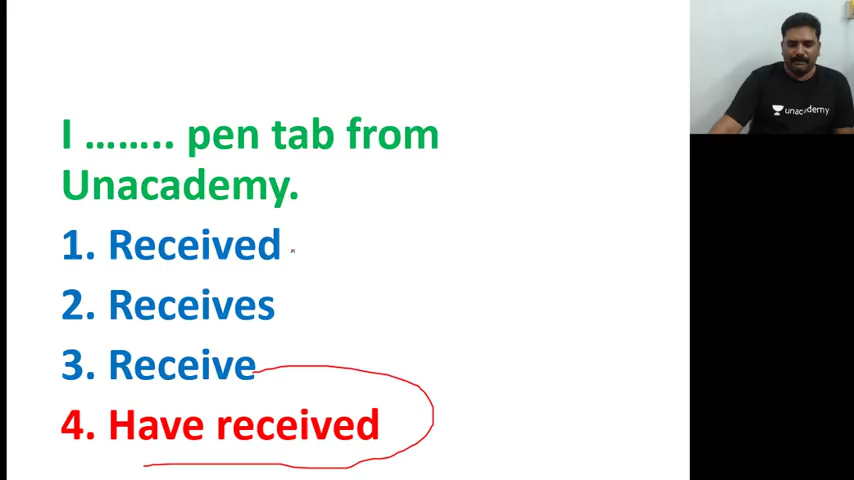 I …….. pen tab from
Unacademy.
1. Received
2. Receives
3. Receive
4. Have received
unacademy